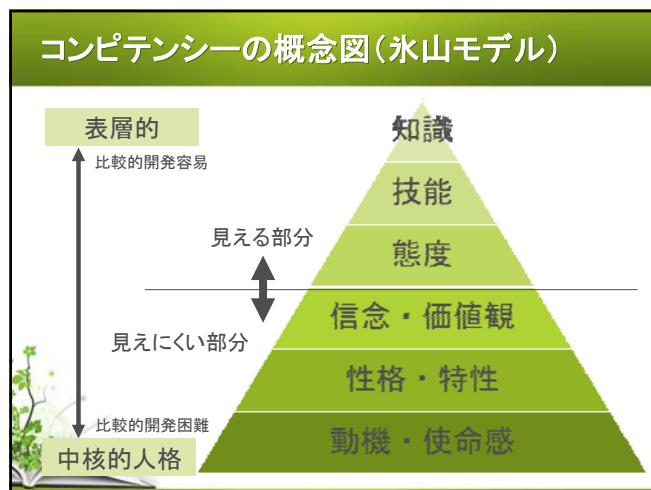 コンピテンシーの概念図（氷山モデル）
表層的
比較的開発容易
知識
技能
見える部分
態度
信念・価値観
見えにくい部分
性格・特性
比較的開発困難
動機・使命感
中核的人格